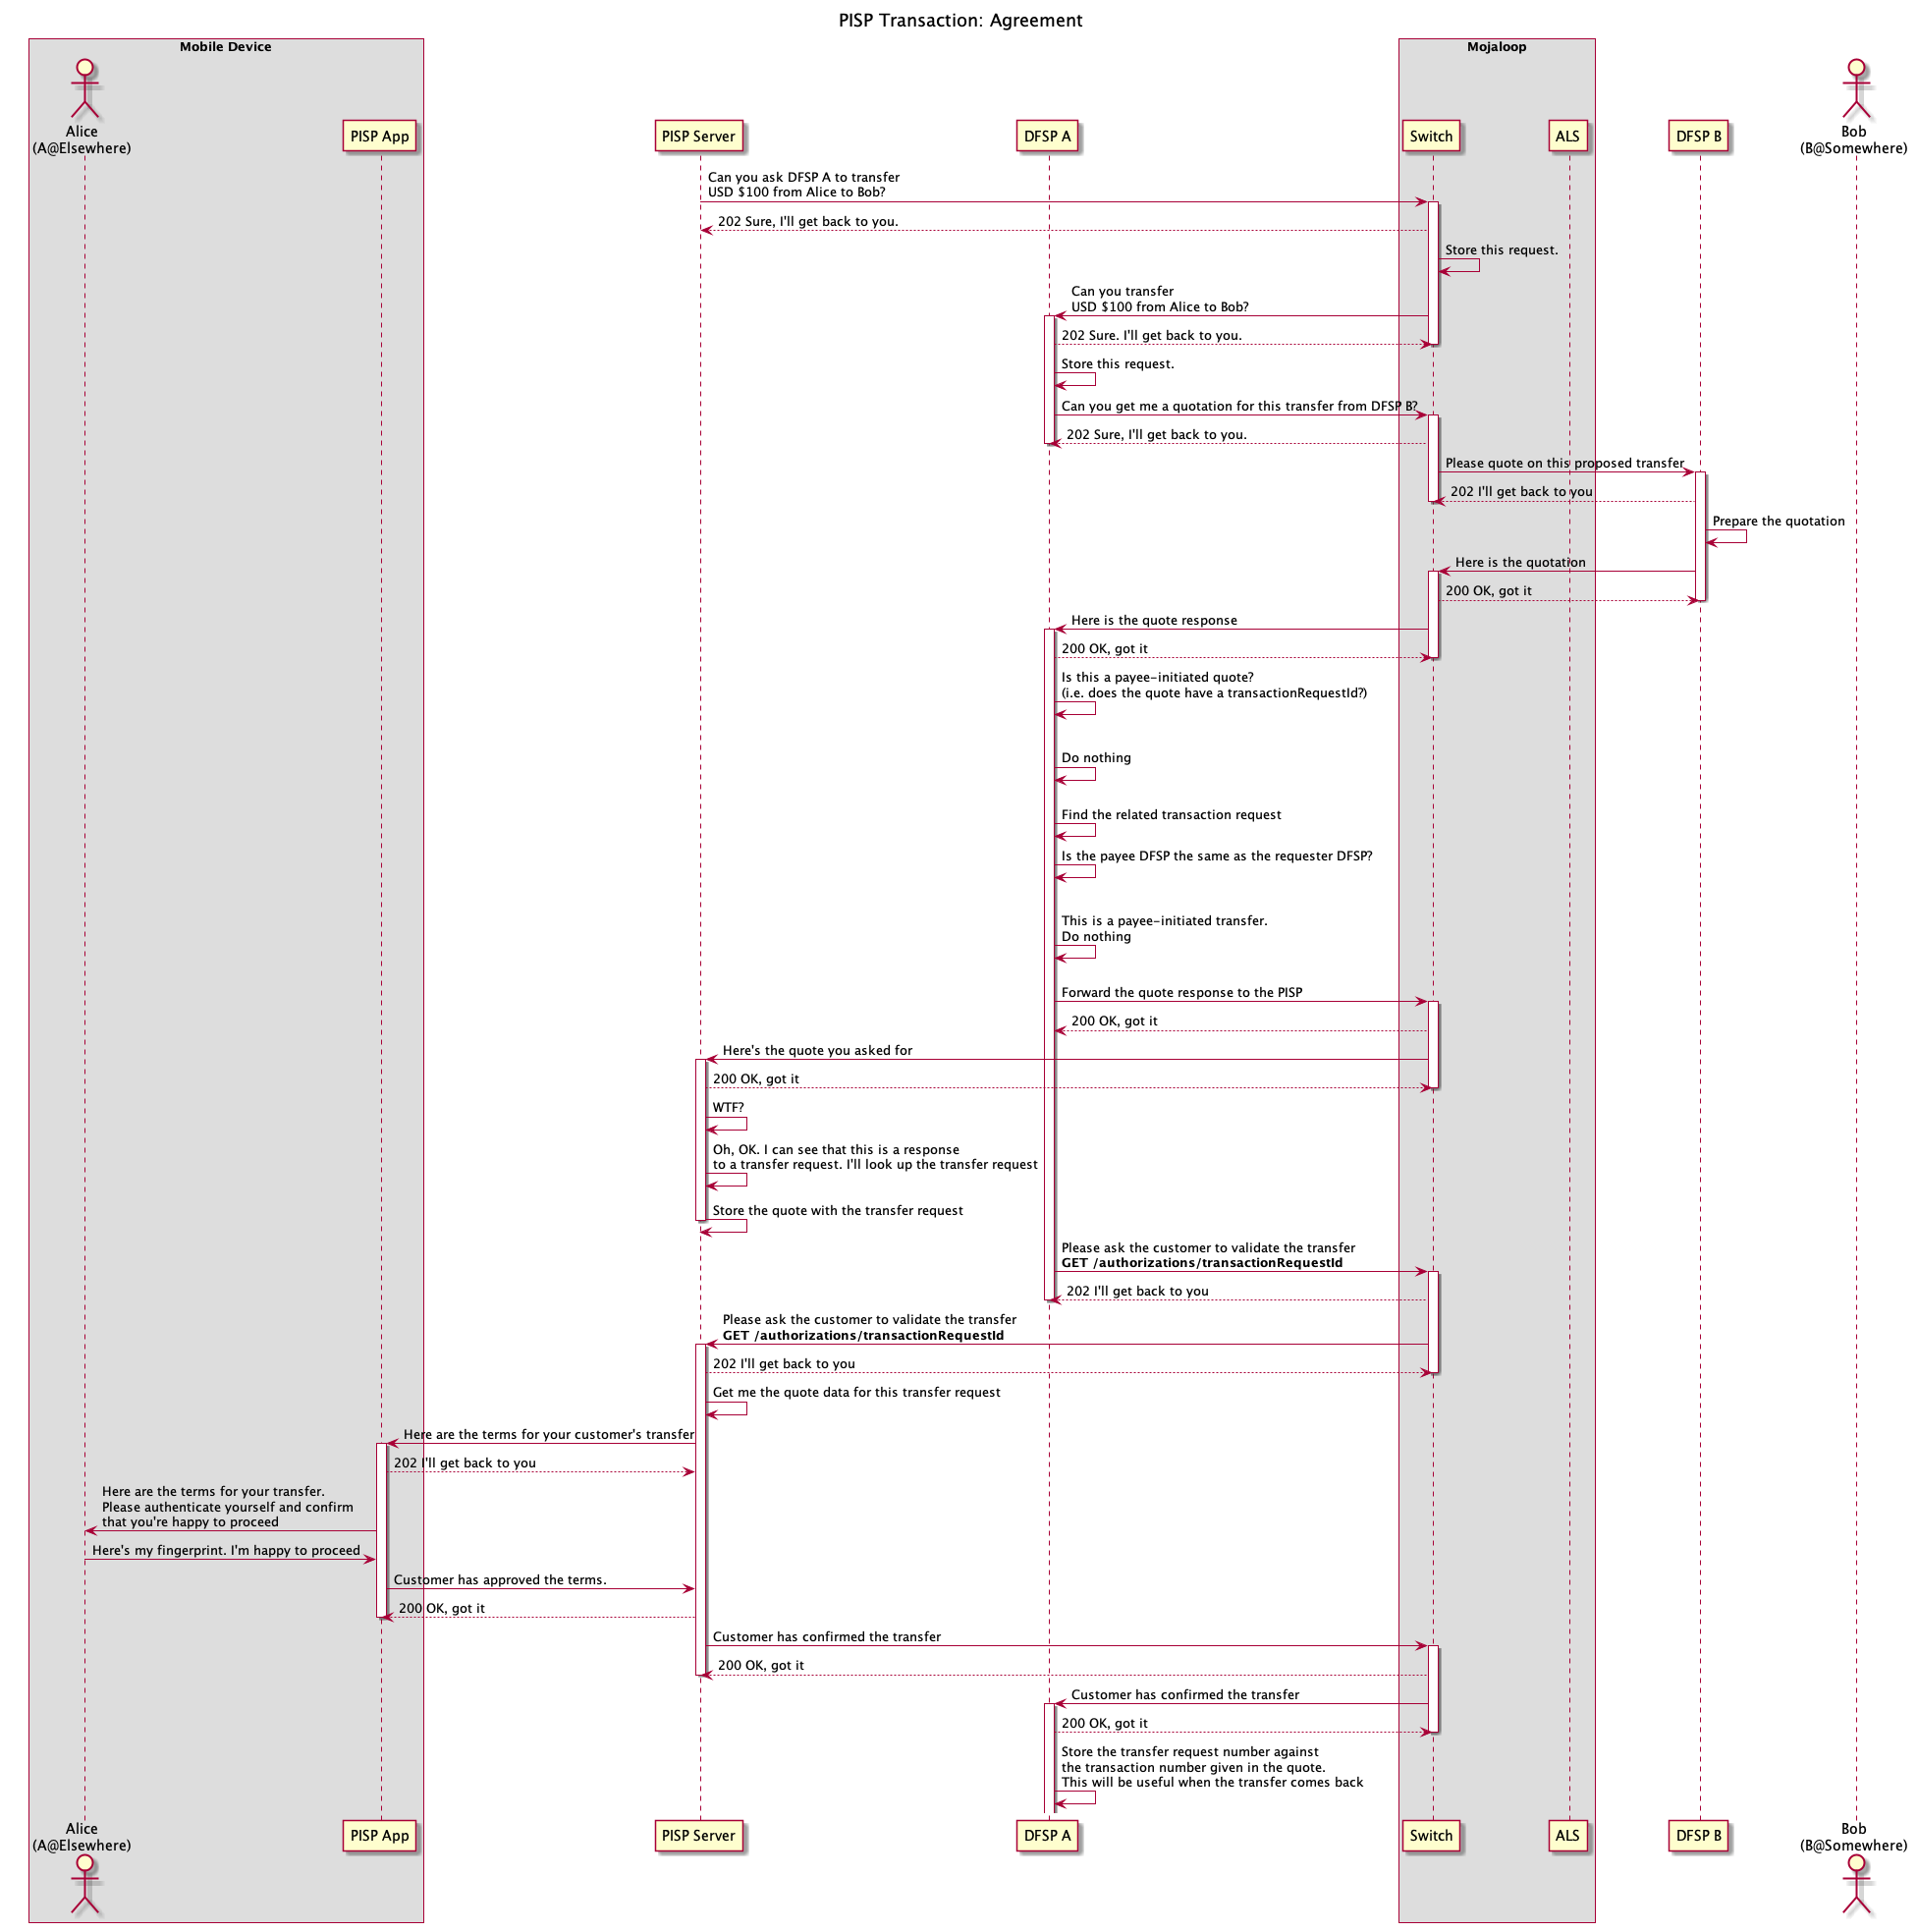 PISP Transaction: Agreement
Mobile Device
Mojaloop
Alice
(A@Elsewhere)
PISP App
PISP Server
DFSP A
Switch
ALS
DFSP B
Bob
(B@Somewhere)
Can you ask DFSP A to transfer
USD $100 from Alice to Bob?
202 Sure, I'll get back to you.
Store this request.
Can you transfer
USD $100 from Alice to Bob?
202 Sure. I'll get back to you.
Store this request.
Can you get me a quotation for this transfer from DFSP B?
202 Sure, I'll get back to you.
Please quote on this proposed transfer
202 I'll get back to you
Prepare the quotation
Here is the quotation
200 OK, got it
Here is the quote response
200 OK, got it
Is this a payee-initiated quote?
(i.e. does the quote have a transactionRequestId?)
Do nothing
Find the related transaction request
Is the payee DFSP the same as the requester DFSP?
This is a payee-initiated transfer.
Do nothing
Forward the quote response to the PISP
200 OK, got it
Here's the quote you asked for
200 OK, got it
WTF?
Oh, OK. I can see that this is a response
to a transfer request. I'll look up the transfer request
Store the quote with the transfer request
Please ask the customer to validate the transfer
GET /authorizations/transactionRequestId
202 I'll get back to you
Please ask the customer to validate the transfer
GET /authorizations/transactionRequestId
202 I'll get back to you
Get me the quote data for this transfer request
Here are the terms for your customer's transfer
202 I'll get back to you
Here are the terms for your transfer.
Please authenticate yourself and confirm
that you're happy to proceed
Here's my fingerprint. I'm happy to proceed
Customer has approved the terms.
200 OK, got it
Customer has confirmed the transfer
200 OK, got it
Customer has confirmed the transfer
200 OK, got it
Store the transfer request number against
the transaction number given in the quote.
This will be useful when the transfer comes back
Alice
(A@Elsewhere)
PISP App
PISP Server
DFSP A
Switch
ALS
DFSP B
Bob
(B@Somewhere)